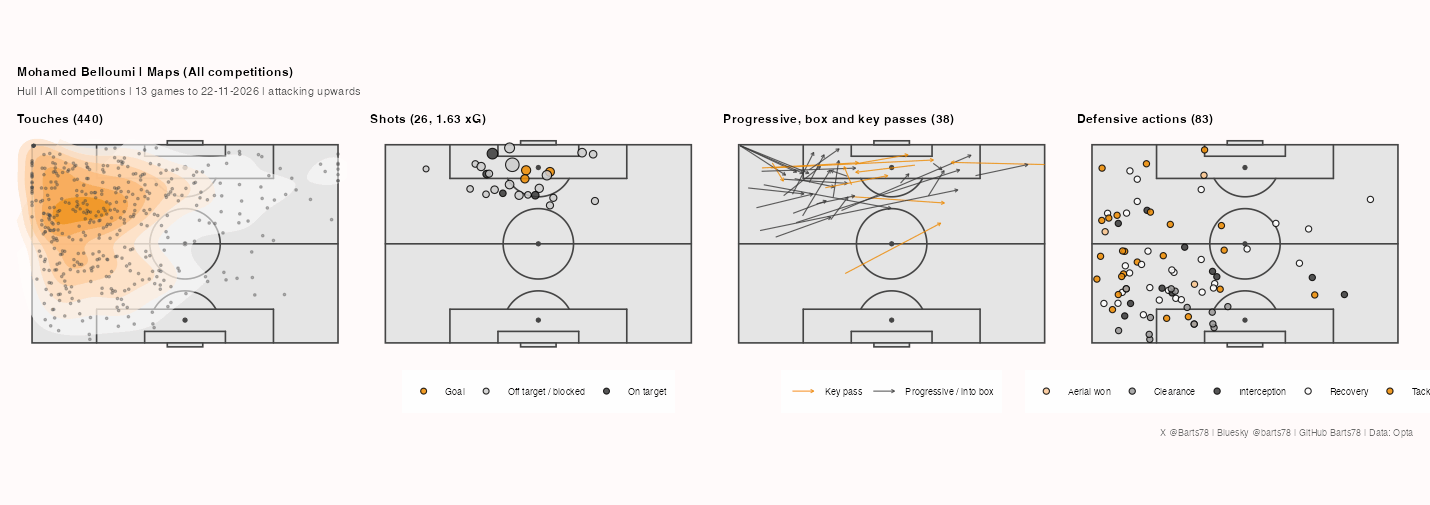 Mohamed Belloumi | Maps (All competitions)
Hull | All competitions | 13 games to 22-11-2026 | attacking upwards
Touches (440)
Shots (26, 1.63 xG)
Progressive, box and key passes (38)
Defensive actions (83)
Goal
Off target / blocked
On target
Key pass
Progressive / into box
Aerial won
Clearance
Interception
Recovery
Tack
X @Barts78 | Bluesky @barts78 | GitHub Barts78 | Data: Opta